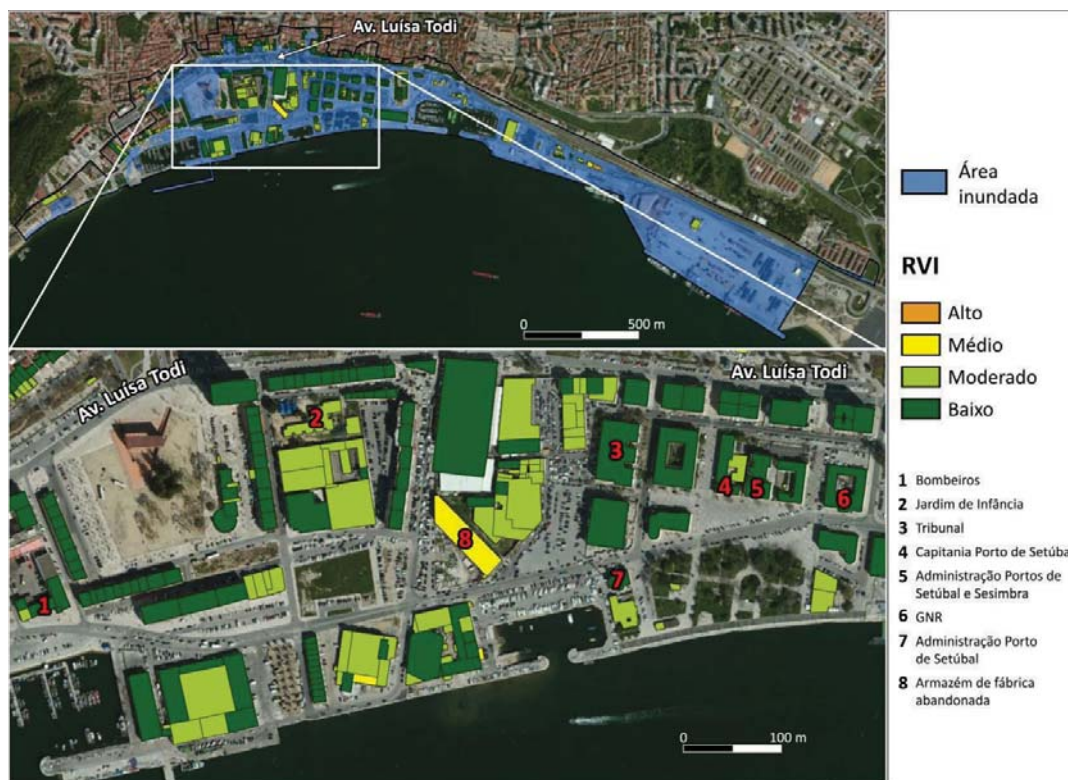 Av. Luísa Todi
0 500 m
Av. Luísa Todi
Av. Luísa Todi
1
2
3
4
5
6
7
8
0 100 m
Área
inundada
RVI
Alto
Médio
Moderado
Baixo
1 Bombeiros
2 Jardim de Infância
3 Tribunal
4 Capitania Porto de Setúbal
5 Administração Portos de
Setúbal e Sesimbra
6 GNR
7 Administração Porto
de Setúbal
8 Armazém de fábrica
abandonada